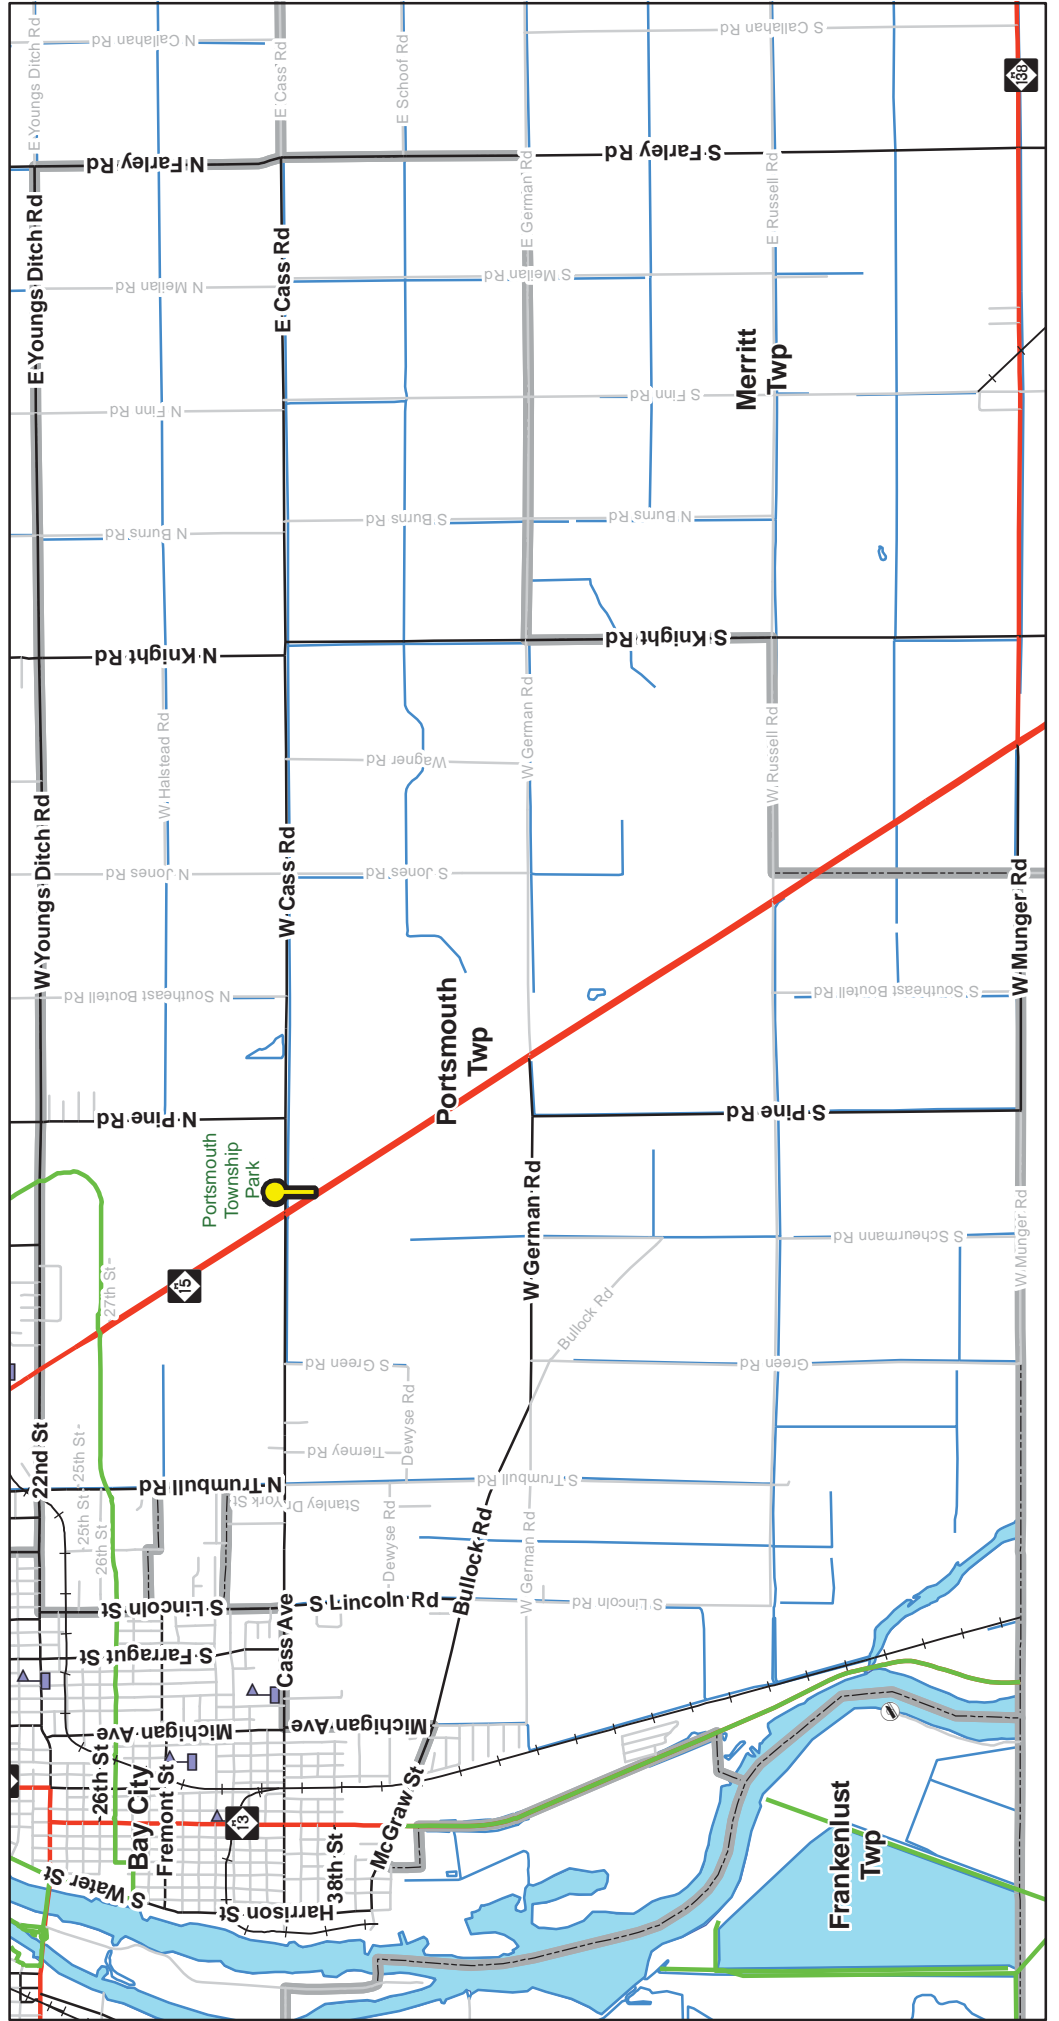 E Youngs Ditch Rd
N Callahan Rd
E Cass Rd
E Schoof Rd
S Callahan Rd
M 138
N Farley Rd
S Farley Rd
E Youngs Ditch Rd
E Cass Rd
E German Rd
E Russell Rd
N Meilan Rd
S Meilan Rd
Merritt
Twp
N Finn Rd
S Finn Rd
N Burns Rd
S Burns Rd
N Burns Rd
N Knight Rd
S Knight Rd
W Halstead Rd
Wagner Rd
W German Rd
W Russell Rd
W Youngs Ditch Rd
W Cass Rd
N Jones Rd
S Jones Rd
W Munger Rd
N Southeast Boutell Rd
S Southeast Boutell Rd
Portsmouth
Twp
N Pine Rd
S Pine Rd
Portsmouth
Township
Park
M 15
27th St
W German Rd
S Scheurmann Rd
W Munger Rd
Bullock Rd
S Green Rd
Green Rd
22nd St
25th St
25th St
26th St
Tierney Rd
Dewyse Rd
N Trumbull Rd
S Trumbull Rd
York St
Stanley Dr
Dewyse Rd
Bullock Rd
W German Rd
S Lincoln St
S Lincoln Rd
S Lincoln Rd
S Farragut St
Cass Ave
Michigan Ave
Michigan Ave
26th St
Bay City
Fremont St
M 13
38th St
McGraw St
S Water St
Harrison St
Frankenlust
Twp